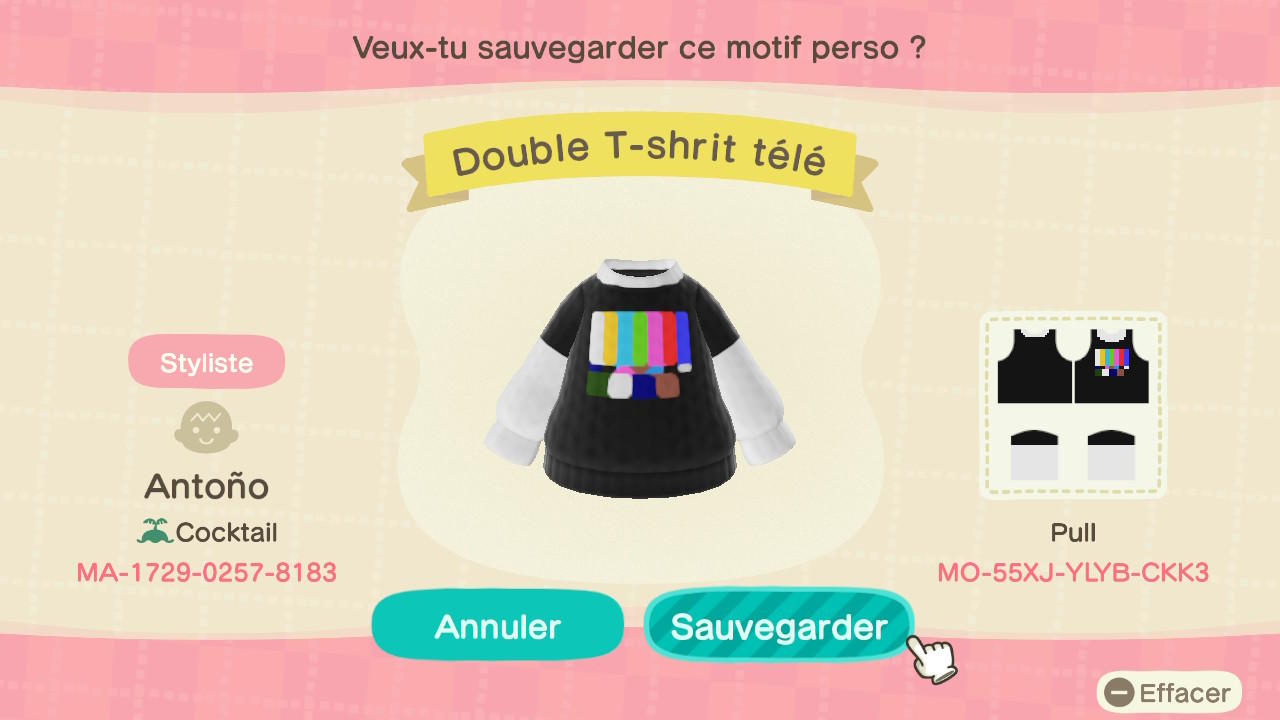 Veux-tu sauvegarder ce motif perso ?
Double T-shrit télé
Styliste
Antoño
Cocktail
MA-1729-0257-8183
Pull
MO-55XJ-YLYB-CKK3
Annuler
Sauvegarder
Effacer